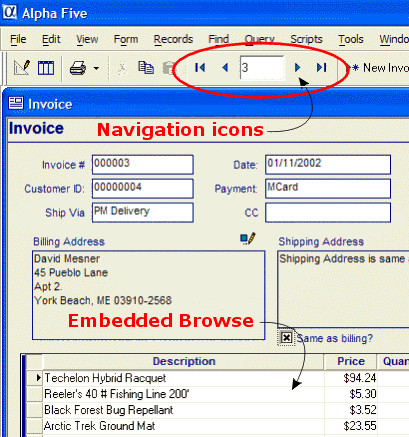 Alpha Five
File Edit View Form Records Find Query Scripts Tools Windo
3 New Invo
Invoice
Invoice
Navigation icons
Invoice # 000003 Date: 01/11/2002
Customer ID: 00000004 Payment: MCard
Ship Via PM Delivery CC
Billing Address Shipping Address
David Mesner Shipping Address is same a
45 Pueblo Lane
Apt 2.
York Beach, ME 03910-2568
Embedded Browse
Same as billing?
Description Price Quan
Techelon Hybrid Racquet $94.24
Reeler's 40 # Fishing Line 200' $5.30
Black Forest Bug Repellant $3.52
Arctic Trek Ground Mat $23.55